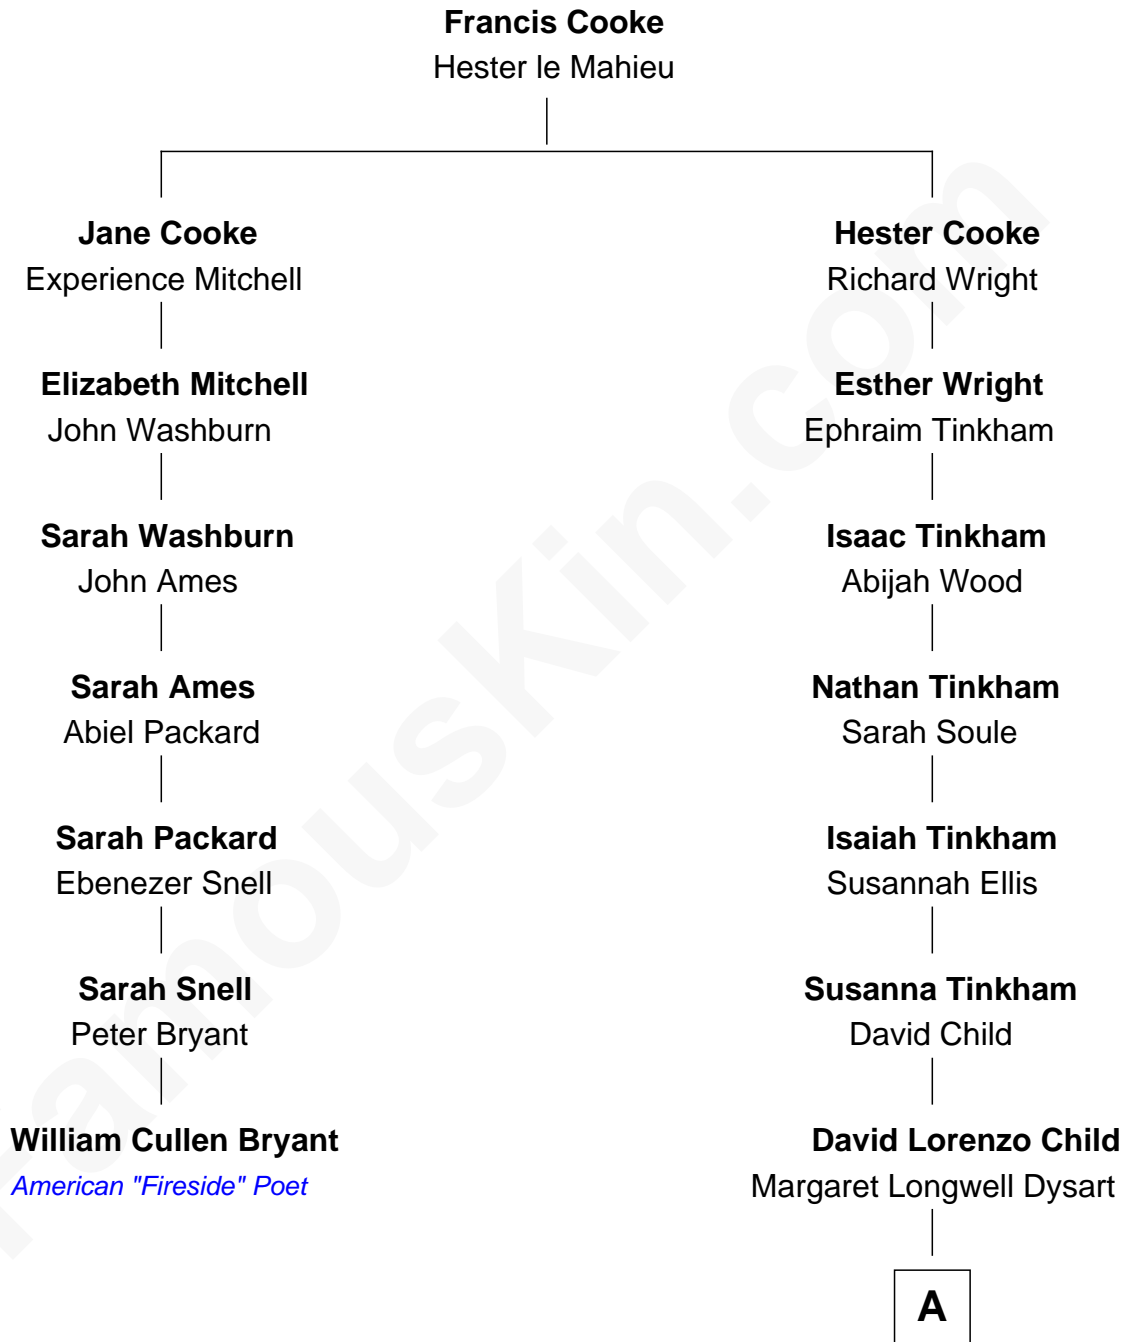 Francis Cooke
Hester le Mahieu
Jane Cooke
Experience Mitchell
Hester Cooke
Richard Wright
Elizabeth Mitchell
John Washburn
Esther Wright
Ephraim Tinkham
Sarah Washburn
John Ames
Isaac Tinkham
Abijah Wood
Sarah Ames
Abiel Packard
Nathan Tinkham
Sarah Soule
Sarah Packard
Ebenezer Snell
Isaiah Tinkham
Susannah Ellis
Sarah Snell
Peter Bryant
Susanna Tinkham
David Child
William Cullen Bryant
American "Fireside" Poet
David Lorenzo Child
Margaret Longwell Dysart
A
FamousKin.com